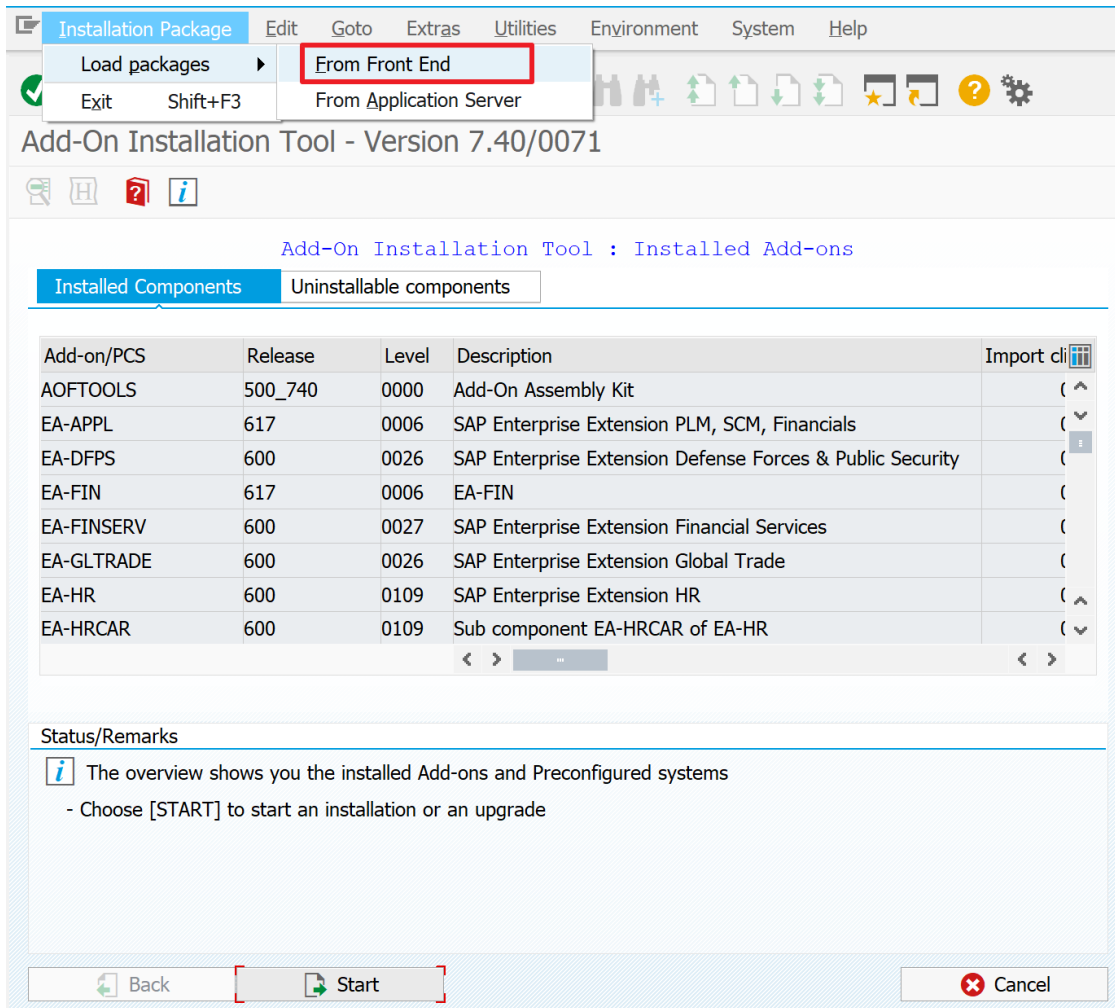 Installation Package Edit Goto Extras Utilities Environment System Help
Load packages From Front End
Exit Shift+F3 From Application Server
Add-On Installation Tool - Version 7.40/0071
Add-On Installation Tool : Installed Add-ons
Installed Components Uninstallable components
Add-on/PCS Release Level Description Import cli
AOFTOOLS 500_740 0000 Add-On Assembly Kit
EA-APPL 617 0006 SAP Enterprise Extension PLM, SCM, Financials
EA-DFPS 600 0026 SAP Enterprise Extension Defense Forces & Public Security
EA-FIN 617 0006 EA-FIN
EA-FINSERV 600 0027 SAP Enterprise Extension Financial Services
EA-GLTRADE 600 0026 SAP Enterprise Extension Global Trade
EA-HR 600 0109 SAP Enterprise Extension HR
EA-HRCAR 600 0109 Sub component EA-HRCAR of EA-HR
Status/Remarks
The overview shows you the installed Add-ons and Preconfigured systems
- Choose [START] to start an installation or an upgrade
Back Start Cancel